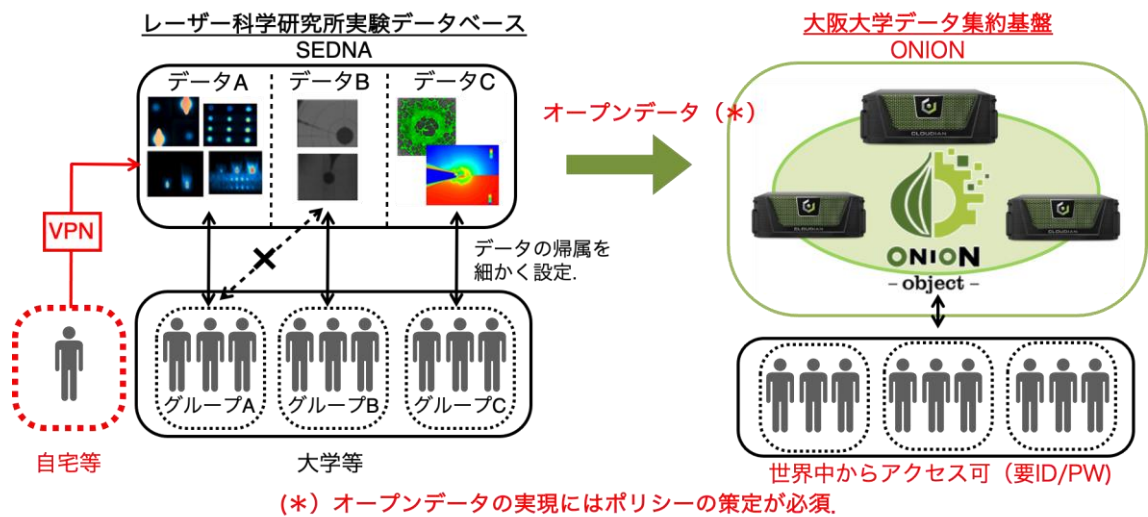 レーザー科学研究所実験データベース
SEDNA
データA
データB
データC
VPN
データの帰属を
細かく設定.
グループA
グループB
グループC
自宅等
大学等
オープンデータ（*）
大阪大学データ集約基盤
ONION
CLOUDIAN
CLOUDIAN
CLOUDIAN
ONION
- object -
世界中からアクセス可（要ID/PW)
(*）オープンデータの実現にはポリシーの策定が必須.